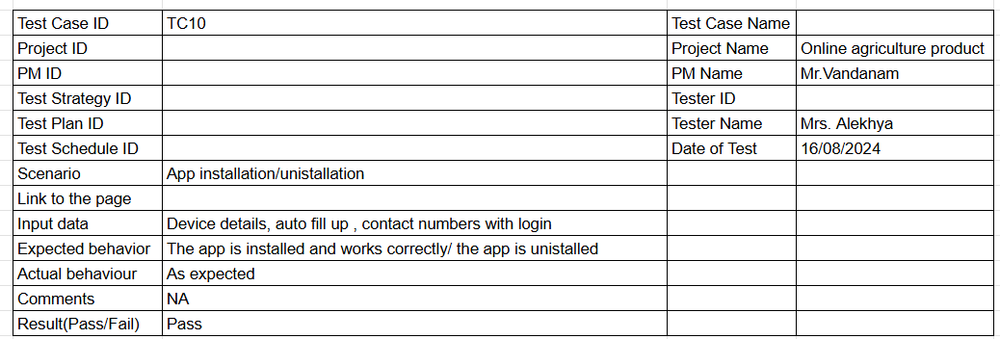 Test Case ID TC10 Test Case Name
Project ID Project Name Online agriculture product
PM ID PM Name Mr.Vandanam
Test Strategy ID Tester ID
Test Plan ID Tester Name Mrs. Alekhya
Test Schedule ID Date of Test 16/08/2024
Scenario App installation/unistallation
Link to the page
Input data Device details, auto fill up , contact numbers with login
Expected behavior The app is installed and works correctly/ the app is unistalled
Actual behaviour As expected
Comments NA
Result(Pass/Fail) Pass